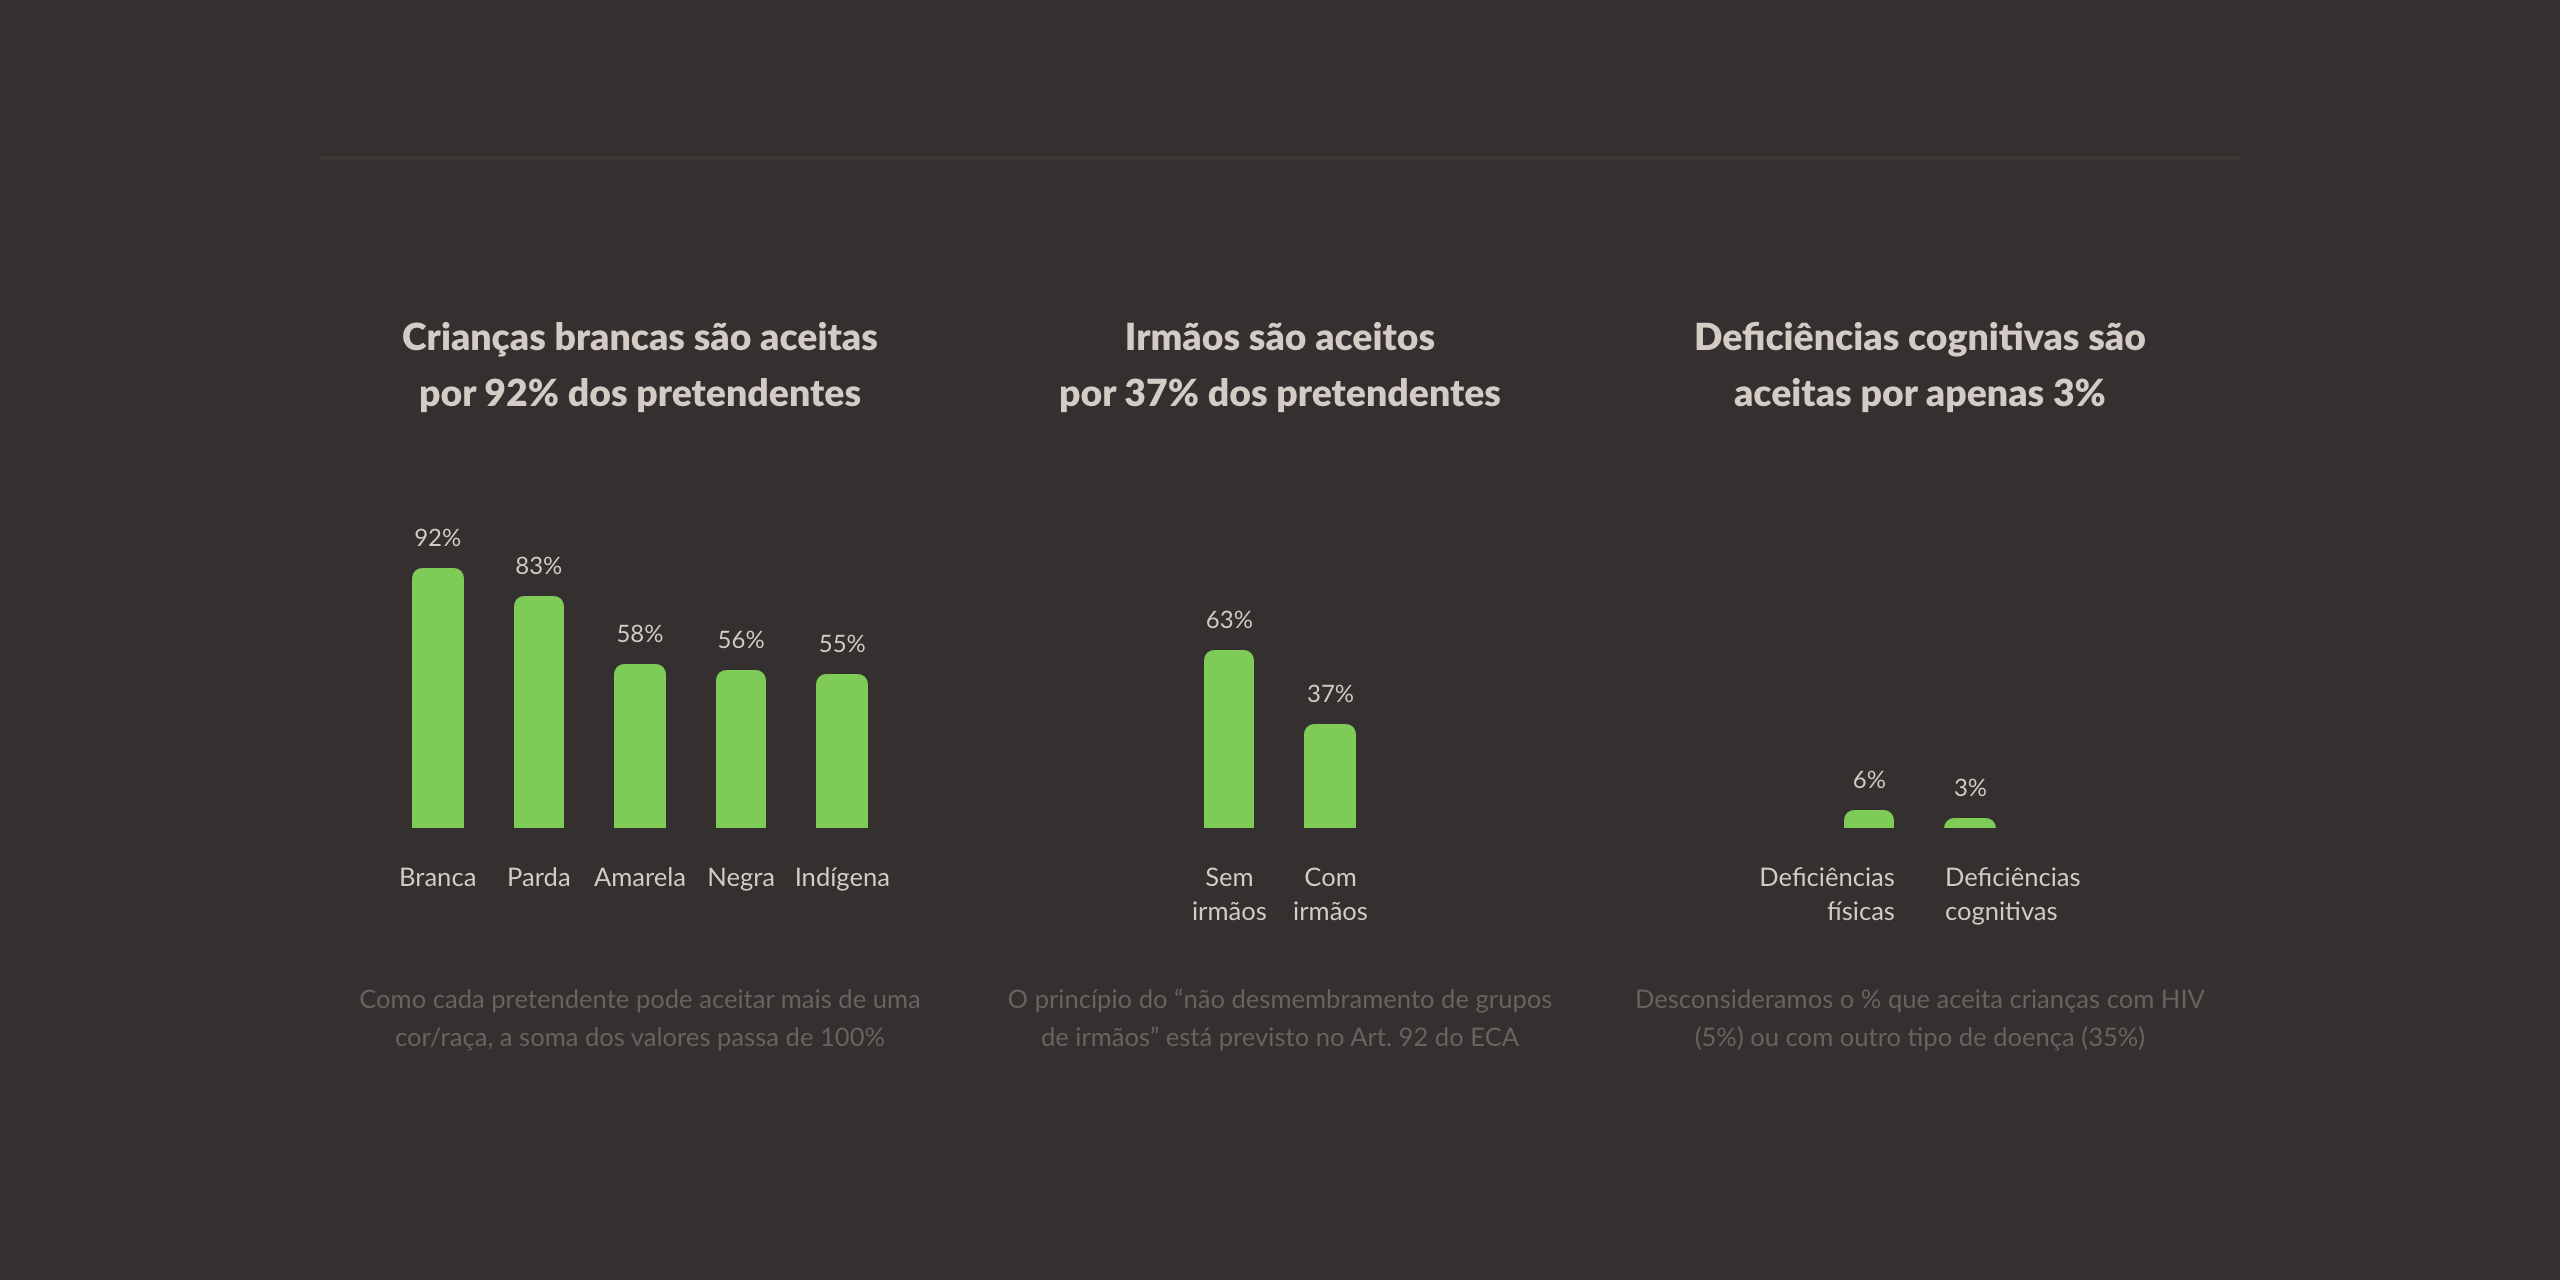 Crianças brancas são aceitas
por 92% dos pretendentes
92%
83%
58%
56%
55%
Branca
Parda
Amarela
Negra
Indígena
Como cada pretendente pode aceitar mais de uma
cor/raça, a soma dos valores passa de 100%
Irmãos são aceitos
por 37% dos pretendentes
63%
37%
Sem
irmãos
Com
irmãos
O princípio do “não desmembramento de grupos
de irmãos” está previsto no Art. 92 do ECA
Deficiências cognitivas são
aceitas por apenas 3%
6%
3%
Deficiências
físicas
Deficiências
cognitivas
Desconsideramos o % que aceita crianças com HIV
(5%) ou com outro tipo de doença (35%)